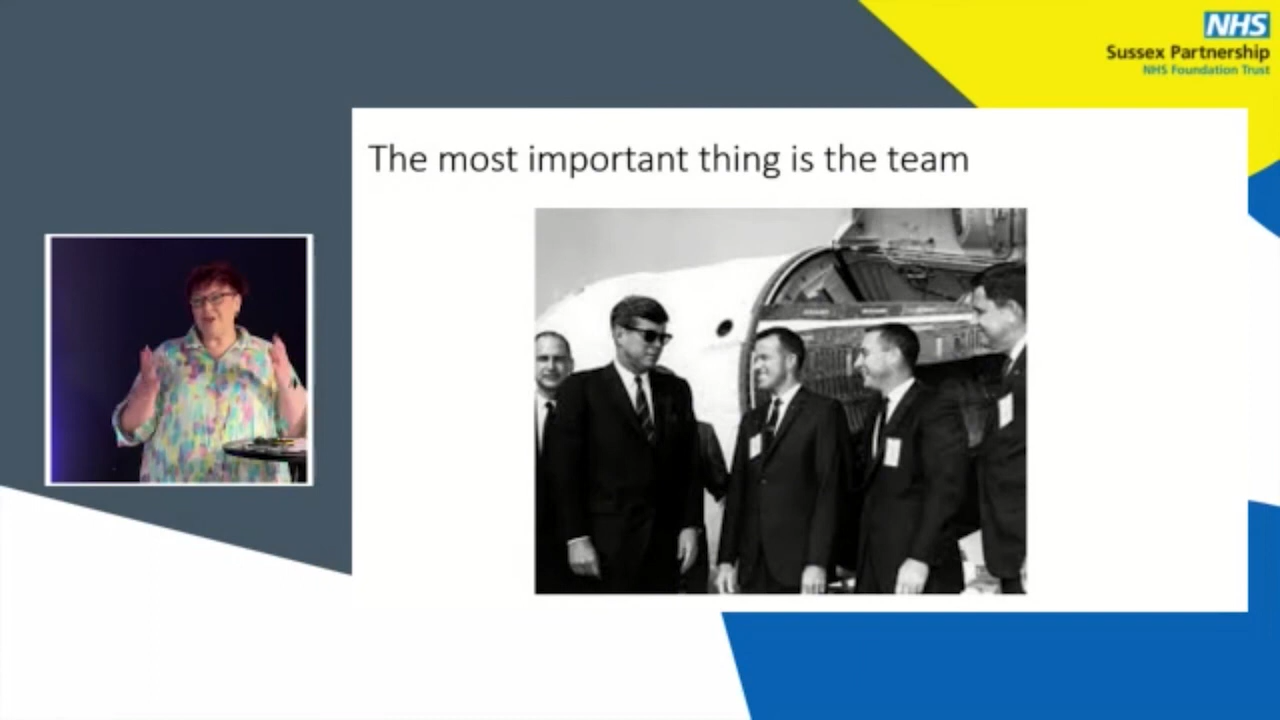 NHS
Sussex Partnership
NHS Foundation Trust
The most important thing is the team